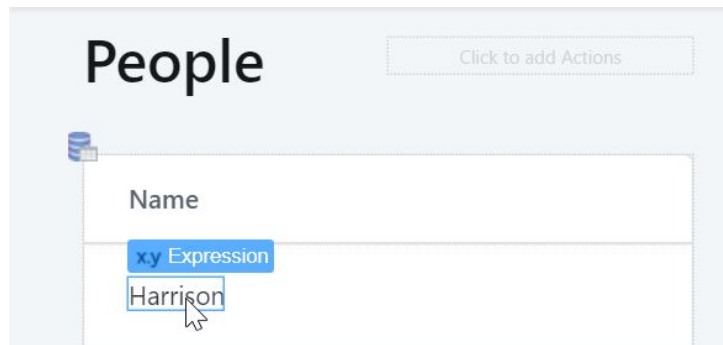 People
Click to add Actions
Name
x.y Expression
Harrison